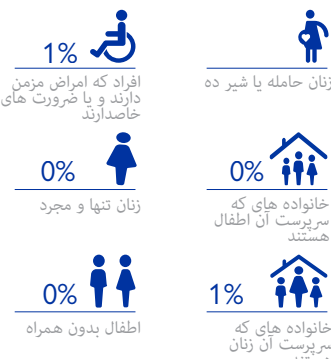 زنان حامله یا شیر ده
1%
افراد که امراض مزمن
دارند و یا ضرورت های
خاصدارند
0%
خانواده های که
سرپرست آن اطفال
هستند
0%
زنان تنها و مجرد
1%
خانواده های که
سرپرست آن زنان
0%
اطفال بدون همراه